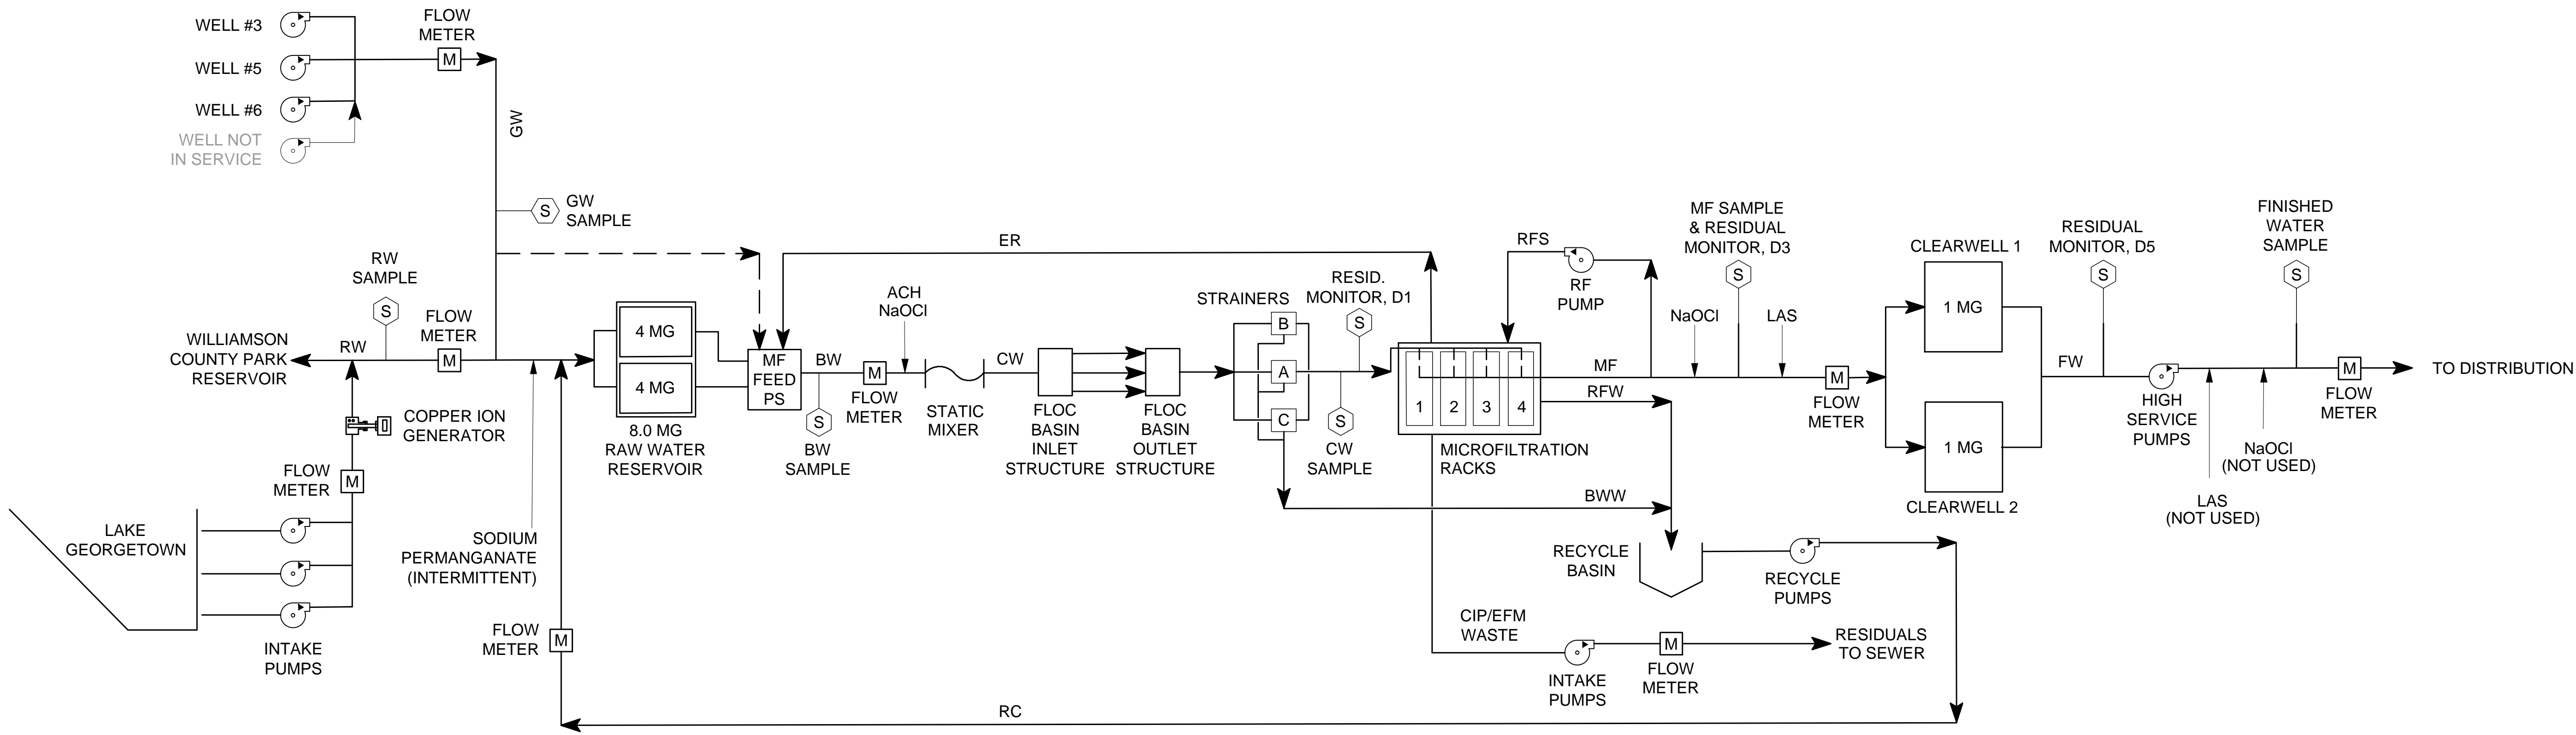 WELL #3
WELL #5
WELL #6
WELL NOT
IN SERVICE
FLOW
METER
M
GW
S
GW
SAMPLE
RW
SAMPLE
S
FLOW
METER
M
WILLIAMSON
COUNTY PARK
RESERVOIR
RW
COPPER ION
GENERATOR
FLOW
METER
M
LAKE
GEORGETOWN
INTAKE
PUMPS
SODIUM
PERMANGANATE
(INTERMITTENT)
FLOW
METER
M
4 MG
4 MG
8.0 MG
RAW WATER
RESERVOIR
MF
FEED
PS
BW
S
BW
SAMPLE
M
FLOW
METER
ACH
NaOCl
STATIC
MIXER
CW
FLOC
BASIN
INLET
STRUCTURE
FLOC
BASIN
OUTLET
STRUCTURE
ER
STRAINERS
B
A
C
RESID.
MONITOR, D1
S
S
CW
SAMPLE
1
2
3
4
MICROFILTRATION
RACKS
RFS
RF
PUMP
MF
RFW
BWW
MF SAMPLE
& RESIDUAL
MONITOR, D3
S
NaOCl
LAS
M
FLOW
METER
RECYCLE
BASIN
RECYCLE
PUMPS
CIP/EFM
WASTE
INTAKE
PUMPS
M
FLOW
METER
RESIDUALS
TO SEWER
RC
CLEARWELL 1
1 MG
1 MG
CLEARWELL 2
FW
RESIDUAL
MONITOR, D5
S
HIGH
SERVICE
PUMPS
FINISHED
WATER
SAMPLE
S
LAS
(NOT USED)
NaOCl
(NOT USED)
M
FLOW
METER
TO DISTRIBUTION